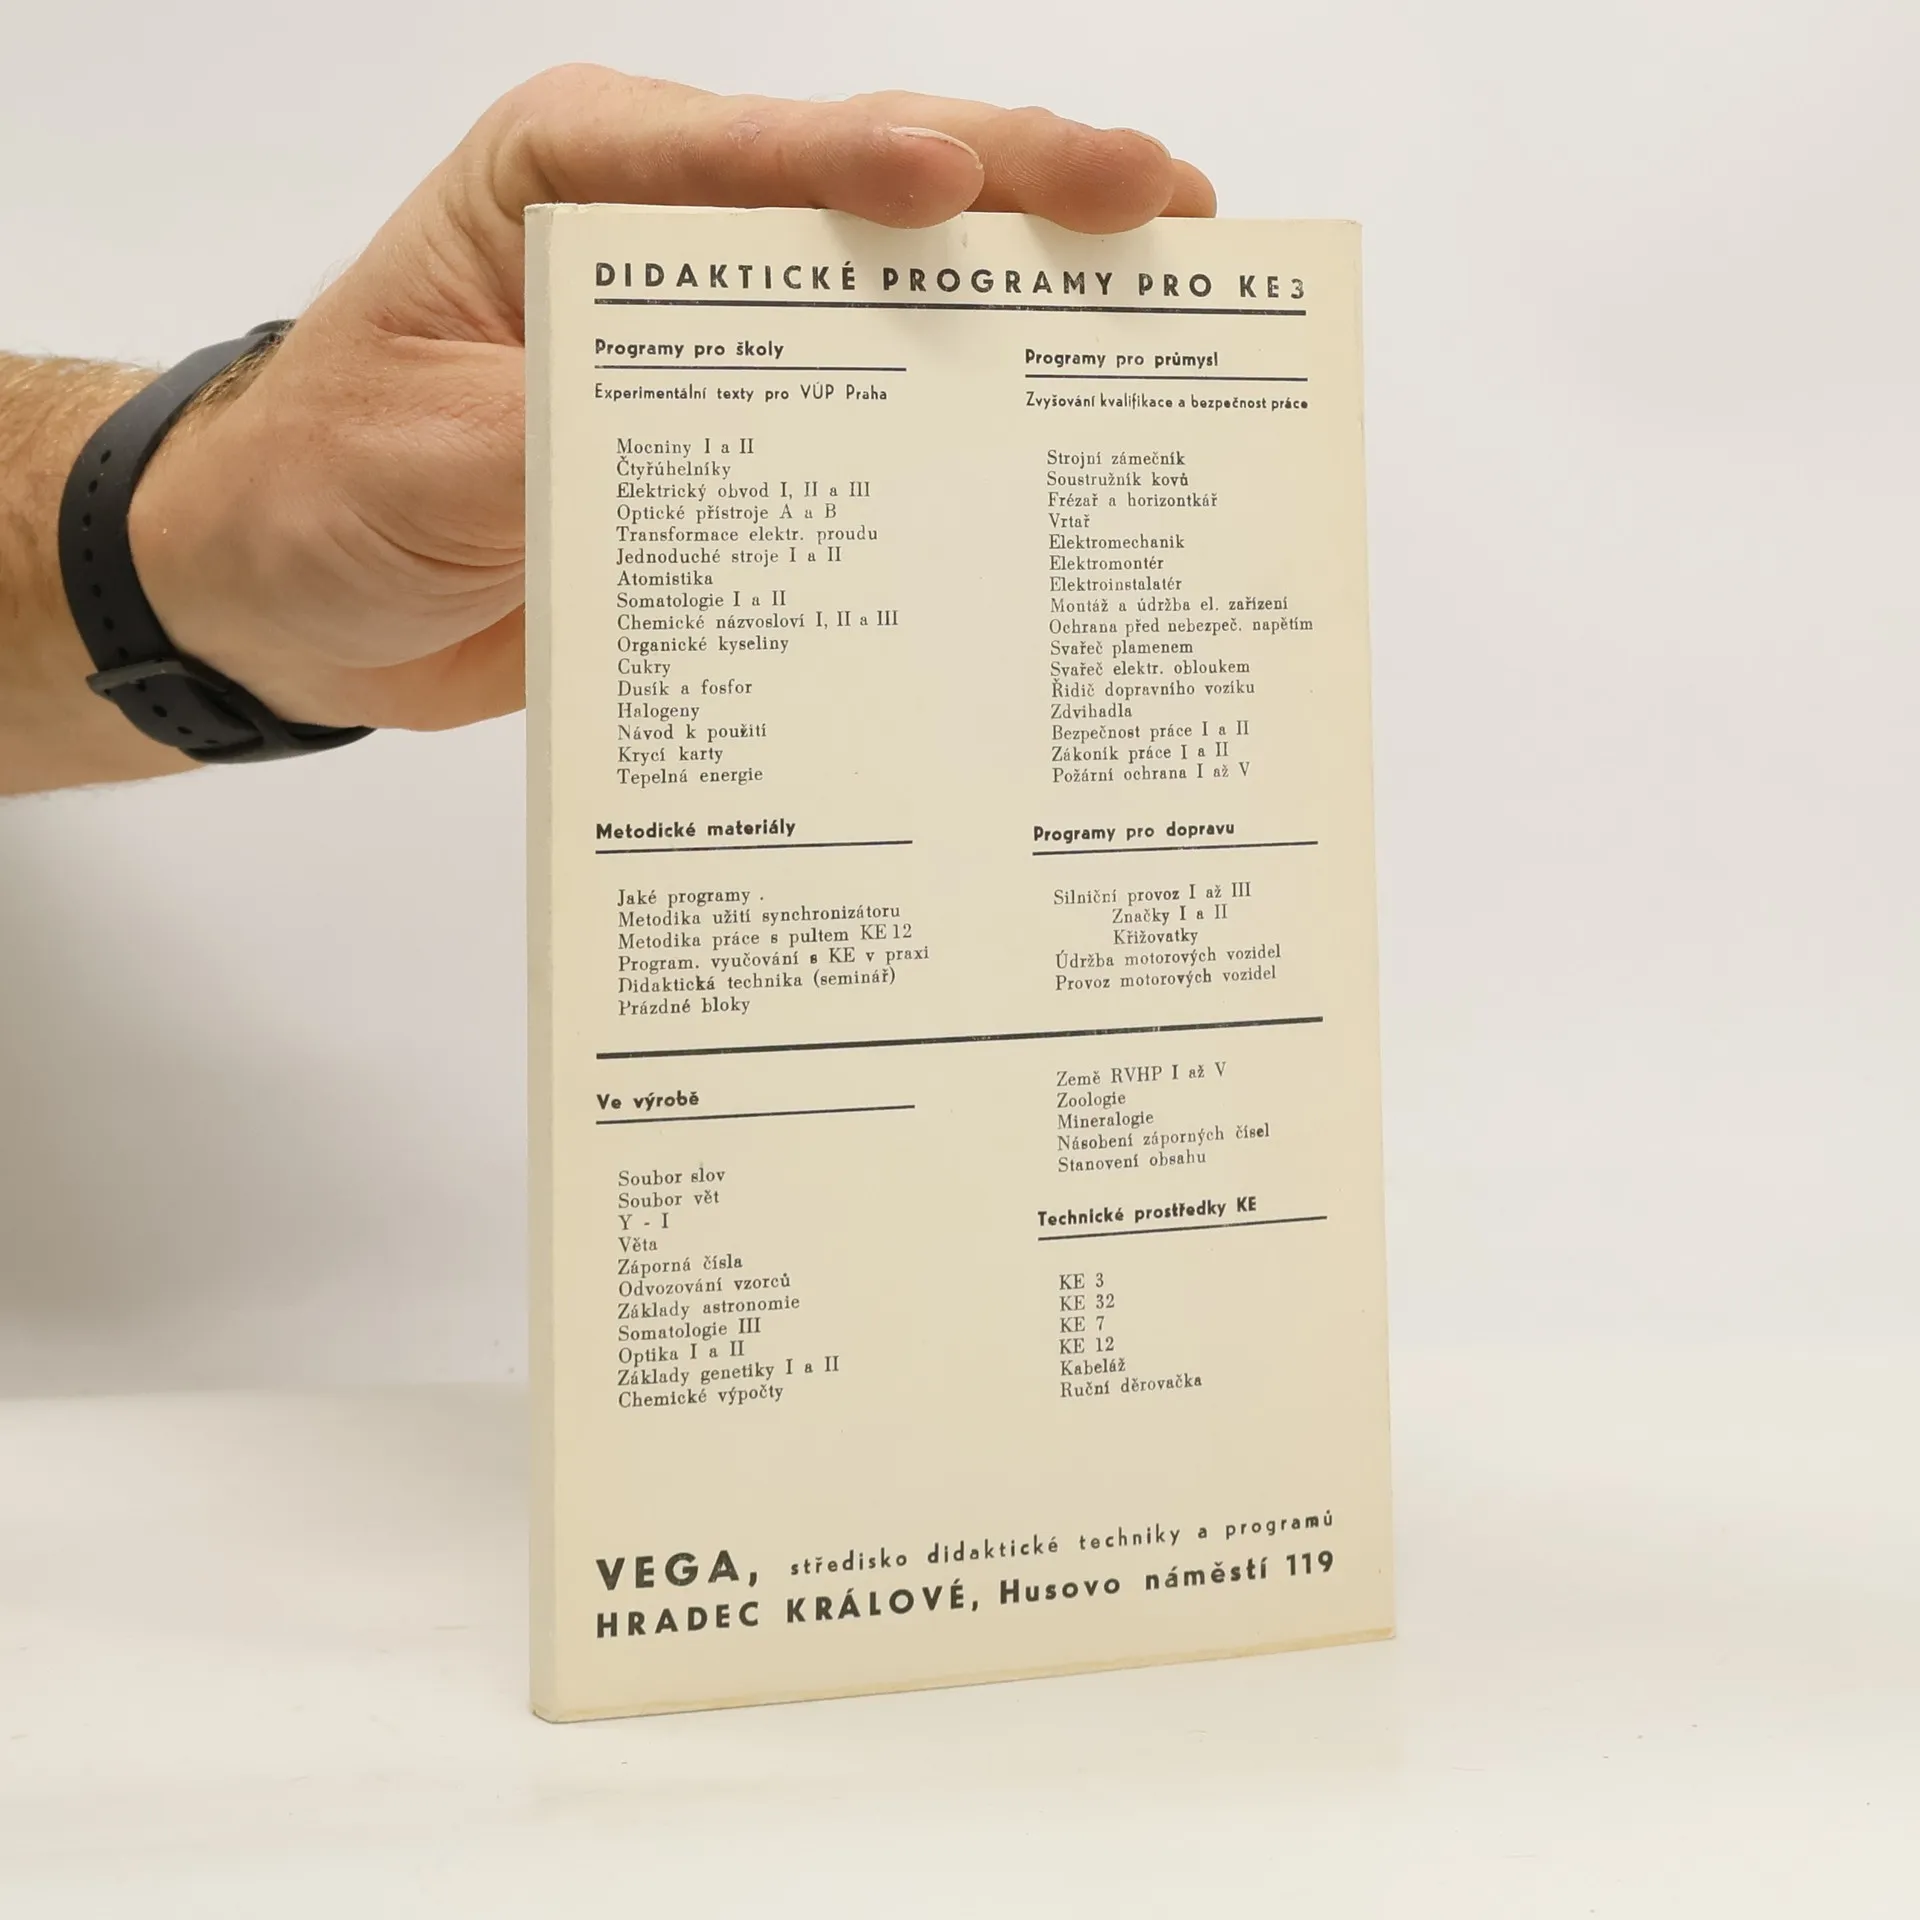 DIDAKTICKÉ PROGRAMY PRO KE3
Programy pro školy
Experimentální texty pro VÚP Praha
Mocniny I a II
Čtyřúhelníky
Elektrický obvod I, II a III
Optické přístroje A a B
Transformace elektr. proudu
Jednoduché stroje I a II
Atomistika
Somatologie I a II
Chemické názvosloví I, II a III
Organické kyseliny
Cukry
Dusík a fosfor
Halogeny
Návod k použití
Krycí karty
Tepelná energie
Metodické materiály
Jaké programy .
Metodika užití synchronizátoru
Metodika práce s pultem KE 12
Program. vyučování s KE v praxi
Didaktická technika (seminář)
Prázdné bloky
Programy pro průmysl
Zvyšování kvalifikace a bezpečnost práce
Strojní zámečník
Soustružník kovů
Frézař a horizontkář
Vrtař
Elektromechanik
Elektromontér
Elektroinstalatér
Montáž a údržba el. zařízení
Ochrana před nebezpeč. napětím
Svařeč plamenem
Svařeč elektr. obloukem
Řidič dopravního vozíku
Zdvihadla
Bezpečnost práce I a II
Zákoník práce I a II
Požární ochrana I až V
Programy pro dopravu
Silniční provoz I až III
Značky I a II
Křižovatky
Údržba motorových vozidel
Provoz motorových vozidel
Ve výrobě
Soubor slov
Soubor vět
Y - I
Věta
Záporná čísla
Odvozování vzorců
Základy astronomie
Somatologie III
Optika I a II
Základy genetiky I a II
Chemické výpočty
Země RVHP I až V
Zoologie
Mineralogie
Násobení záporných čísel
Stanovení obsahu
Technické prostředky KE
KE 3
KE 32
KE 7
KE 12
Kabeláž
Ruční děrovačka
VEGA, středisko didaktické techniky a programů
HRADEC KRÁLOVÉ, Husovo náměstí 119